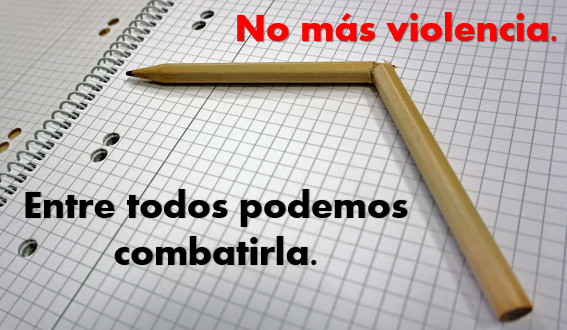 No más violencia.
Entre todos podemos
combatirla.